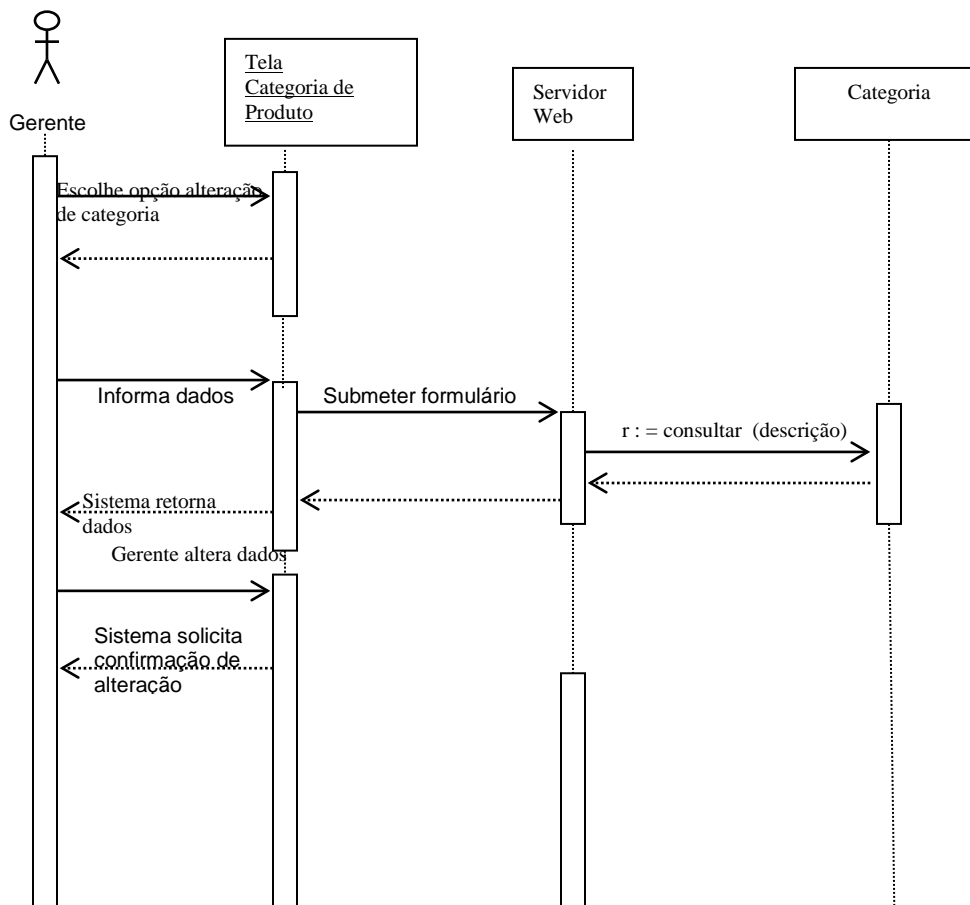 Tela
Categoria de
Produto
Servidor
Web
Categoria
Gerente
Escolhe opção alteração
de categoria
Informa dados
Submeter formulário
r : = consultar (descrição)
Sistema retorna
dados
Gerente altera dados
Sistema solicita
confirmação de
alteração